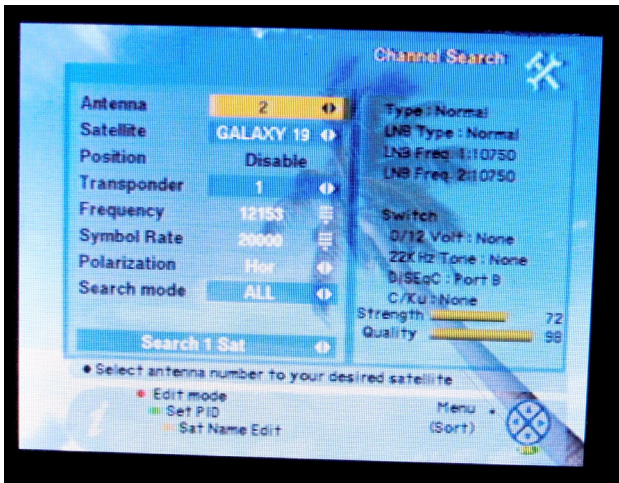 Channel Search
Antenna 2
Satellite GALAXY 19
Position Disable
Transponder 1
Frequency 12153
Symbol Rate 20000
Polarization Hor
Search mode ALL
Search 1 Sat
Type : Normal
LNB Type : Normal
LNB Freq. 1:10750
LNB Freq. 2:10750
Switch
0/12 Volt : None
22KHz Tone : None
DiSEqC : Port B
C/Ku : None
Strength 72
Quality 98
Select antenna number to your desired satellite
Edit mode
Set PID
Sat Name Edit
Menu
(Sort)